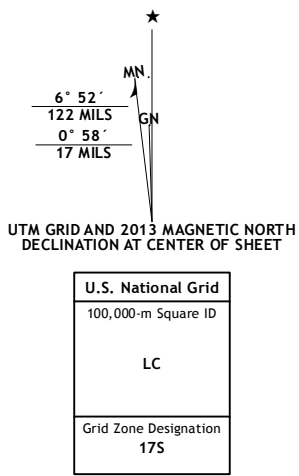 ★
MN
6° 52´
122 MILS
GN
0° 58´
17 MILS
UTM GRID AND 2013 MAGNETIC NORTH
DECLINATION AT CENTER OF SHEET
U.S. National Grid
100,000-m Square ID
LC
Grid Zone Designation
17S